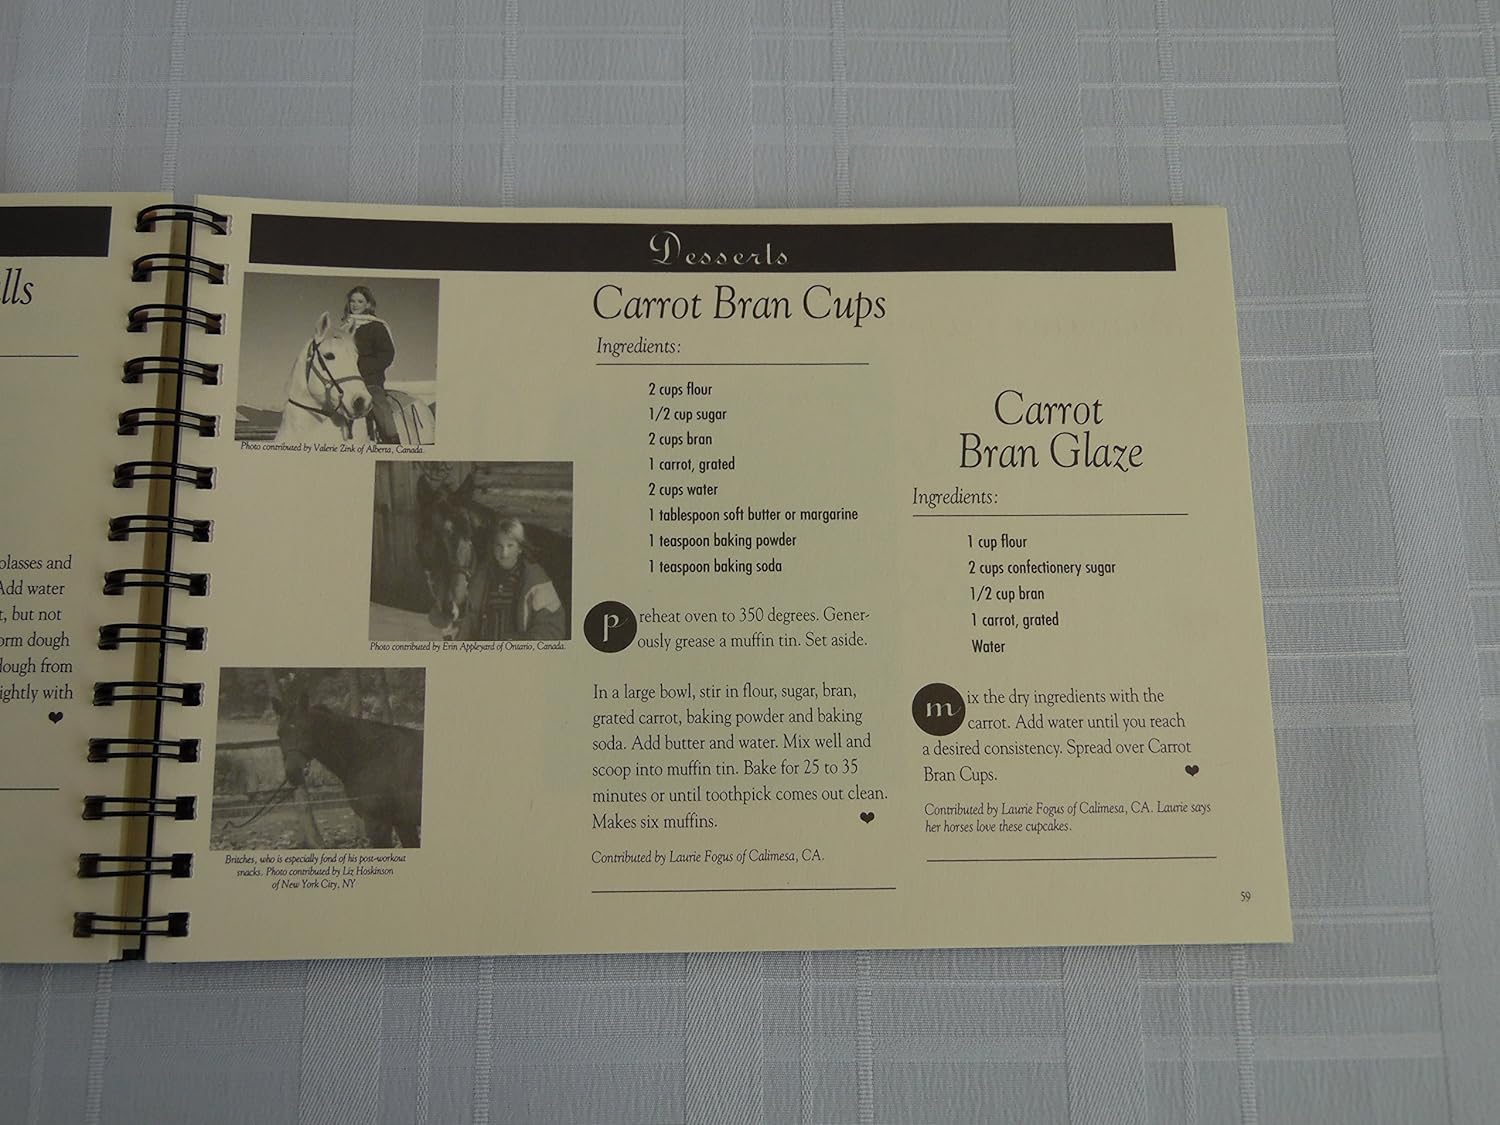 lls
olasses and
Add water
t, but not
orm dough
dough from
ightly with
Desserts
Photo contributed by Valerie Zink of Alberta, Canada.
Photo contributed by Erin Appleyard of Ontario, Canada.
Britches, who is especially fond of his post-workout
snacks. Photo contributed by Liz Hoskinson
of New York City, NY
Carrot Bran Cups
Ingredients:
2 cups flour
1/2 cup sugar
2 cups bran
1 carrot, grated
2 cups water
1 tablespoon soft butter or margarine
1 teaspoon baking powder
1 teaspoon baking soda
Preheat oven to 350 degrees. Gener-
ously grease a muffin tin. Set aside.
In a large bowl, stir in flour, sugar, bran,
grated carrot, baking powder and baking
soda. Add butter and water. Mix well and
scoop into muffin tin. Bake for 25 to 35
minutes or until toothpick comes out clean.
Makes six muffins.
Contributed by Laurie Fogus of Calimesa, CA.
Carrot
Bran Glaze
Ingredients:
1 cup flour
2 cups confectionery sugar
1/2 cup bran
1 carrot, grated
Water
mix the dry ingredients with the
carrot. Add water until you reach
a desired consistency. Spread over Carrot
Bran Cups.
Contributed by Laurie Fogus of Calimesa, CA. Laurie says
her horses love these cupcakes.
59